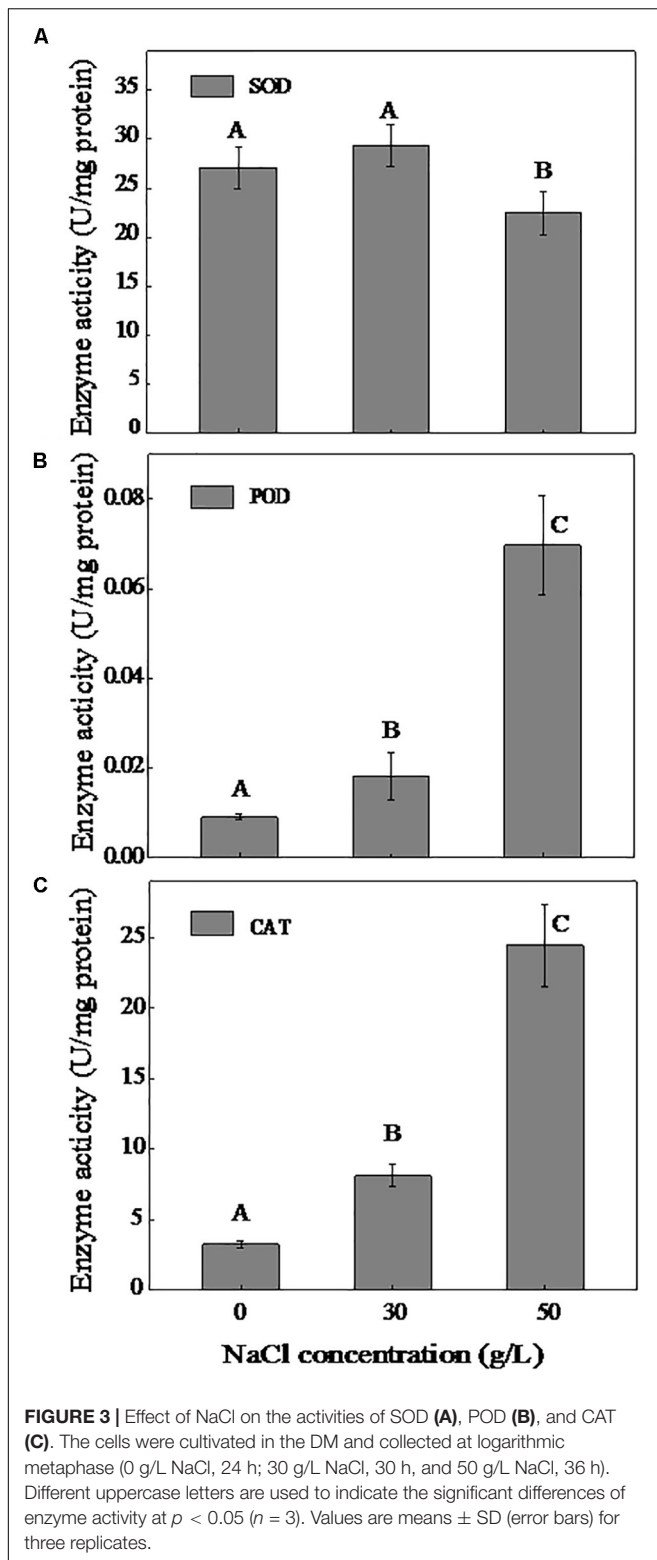 A
Enzyme acticity (U/mg protein)
35
30
25
20
15
10
5
0
SOD
A
A
B
B
Enzyme acticity (U/mg protein)
0.08
0.06
0.04
0.02
0.00
POD
A
B
C
C
Enzyme acticity (U/mg protein)
25
20
15
10
5
0
CAT
A
B
C
0 30 50
NaCl concentration (g/L)
FIGURE 3 | Effect of NaCl on the activities of SOD (A), POD (B), and CAT
(C). The cells were cultivated in the DM and collected at logarithmic
metaphase (0 g/L NaCl, 24 h; 30 g/L NaCl, 30 h, and 50 g/L NaCl, 36 h).
Different uppercase letters are used to indicate the significant differences of
enzyme activity at p < 0.05 (n = 3). Values are means ± SD (error bars) for
three replicates.